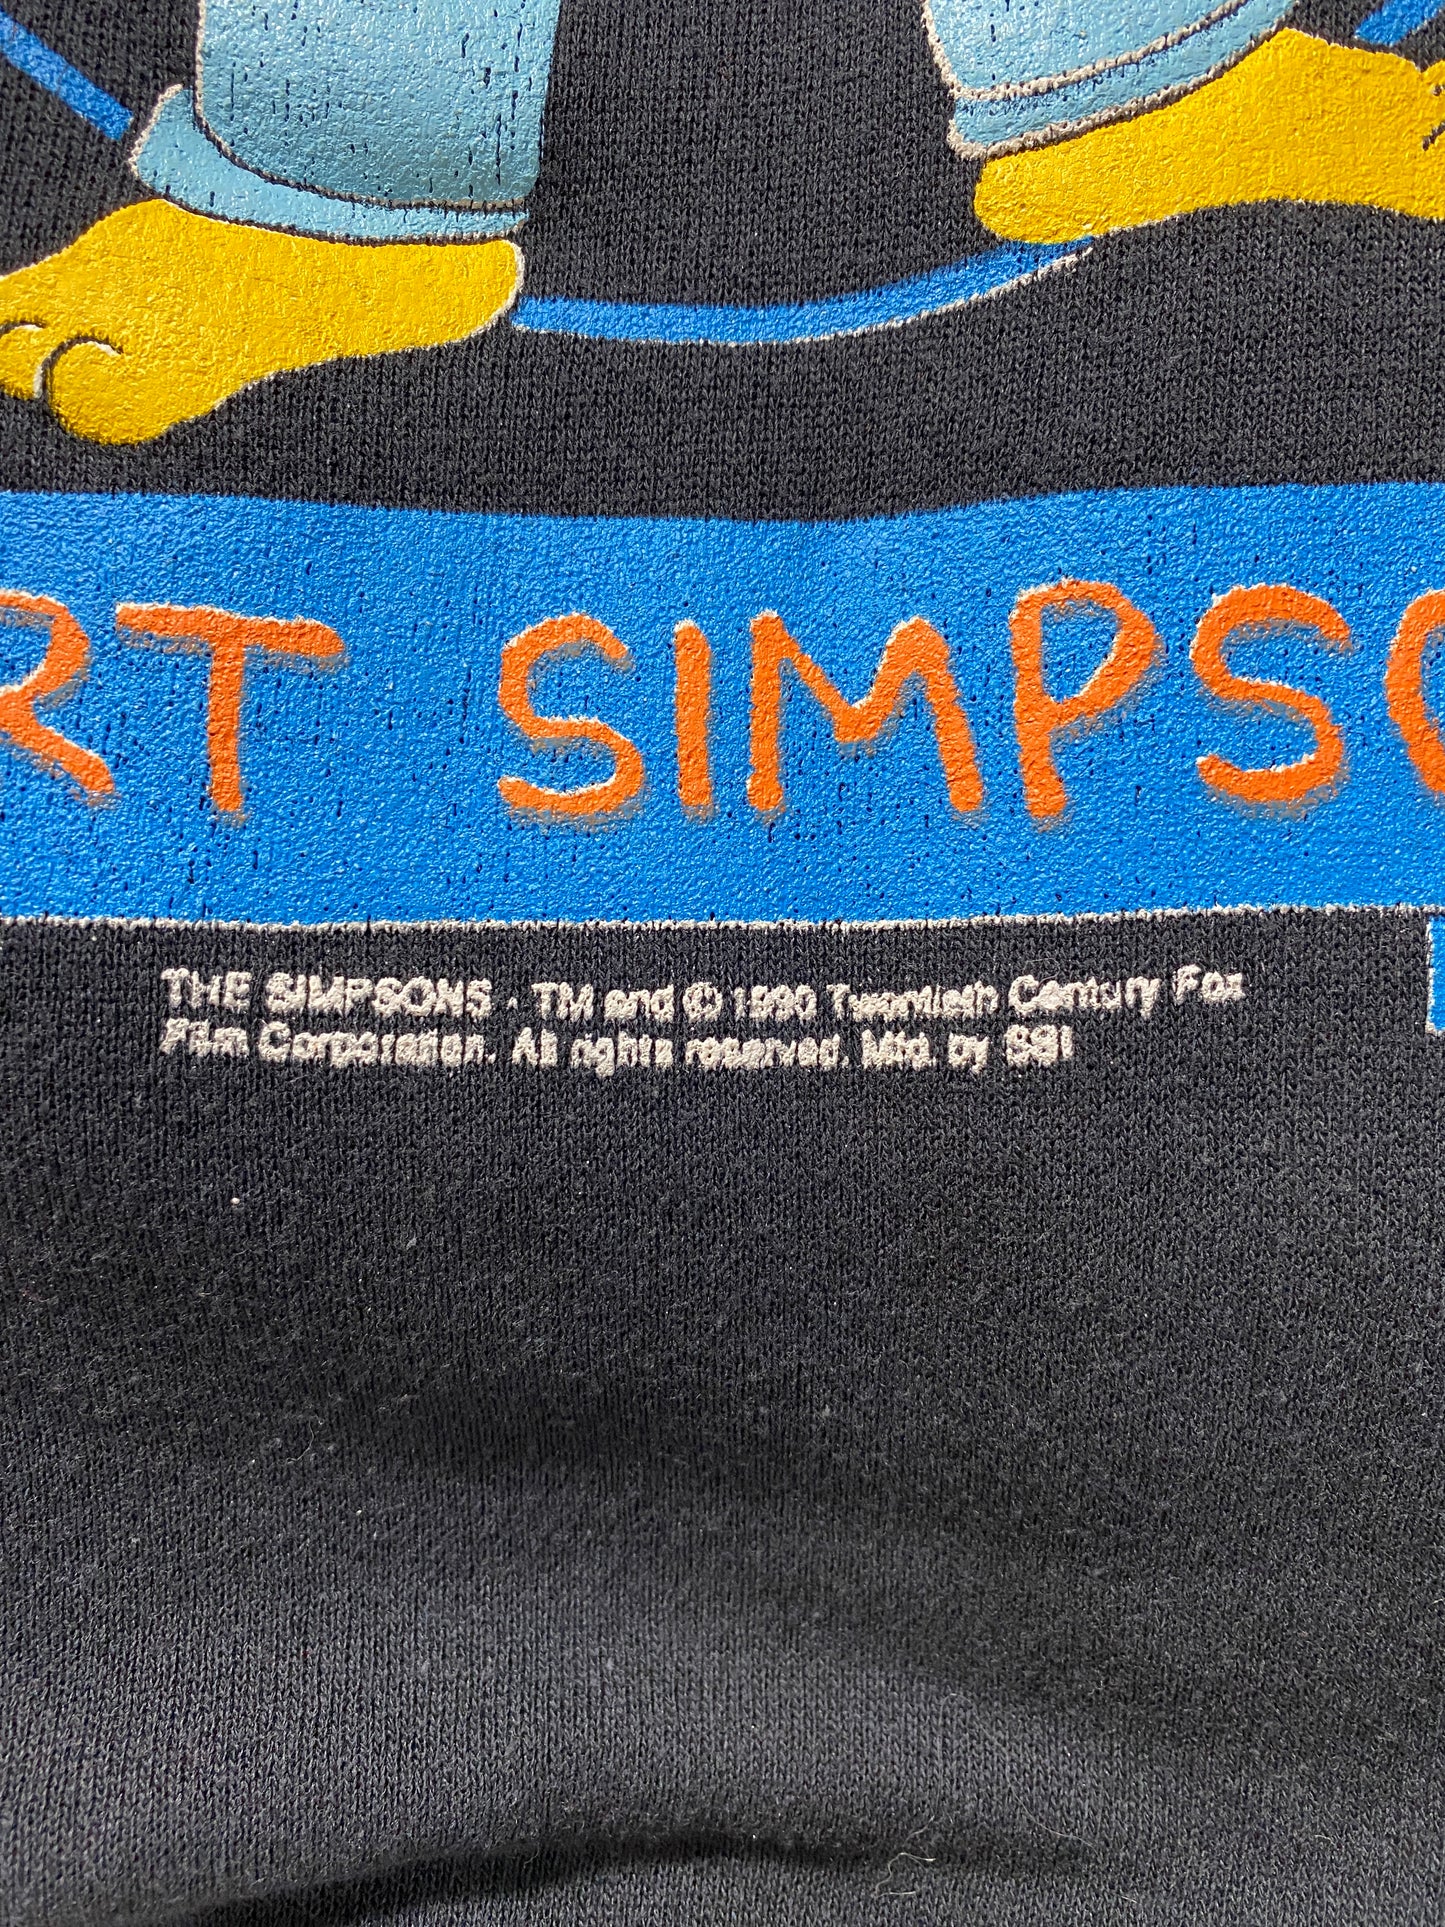 RT SIMPSO
THE SIMPSONS - TM and © 1990 Twentieth Century Fox
Film Corporation. All rights reserved. Mfd. by SSI